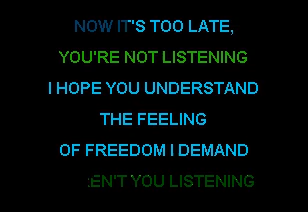 NOW IT'S TOO LATE,
YOU'RE NOT LISTENING
I HOPE YOU UNDERSTAND
THE FEELING
OF FREEDOM I DEMAND
YOU LISTENING